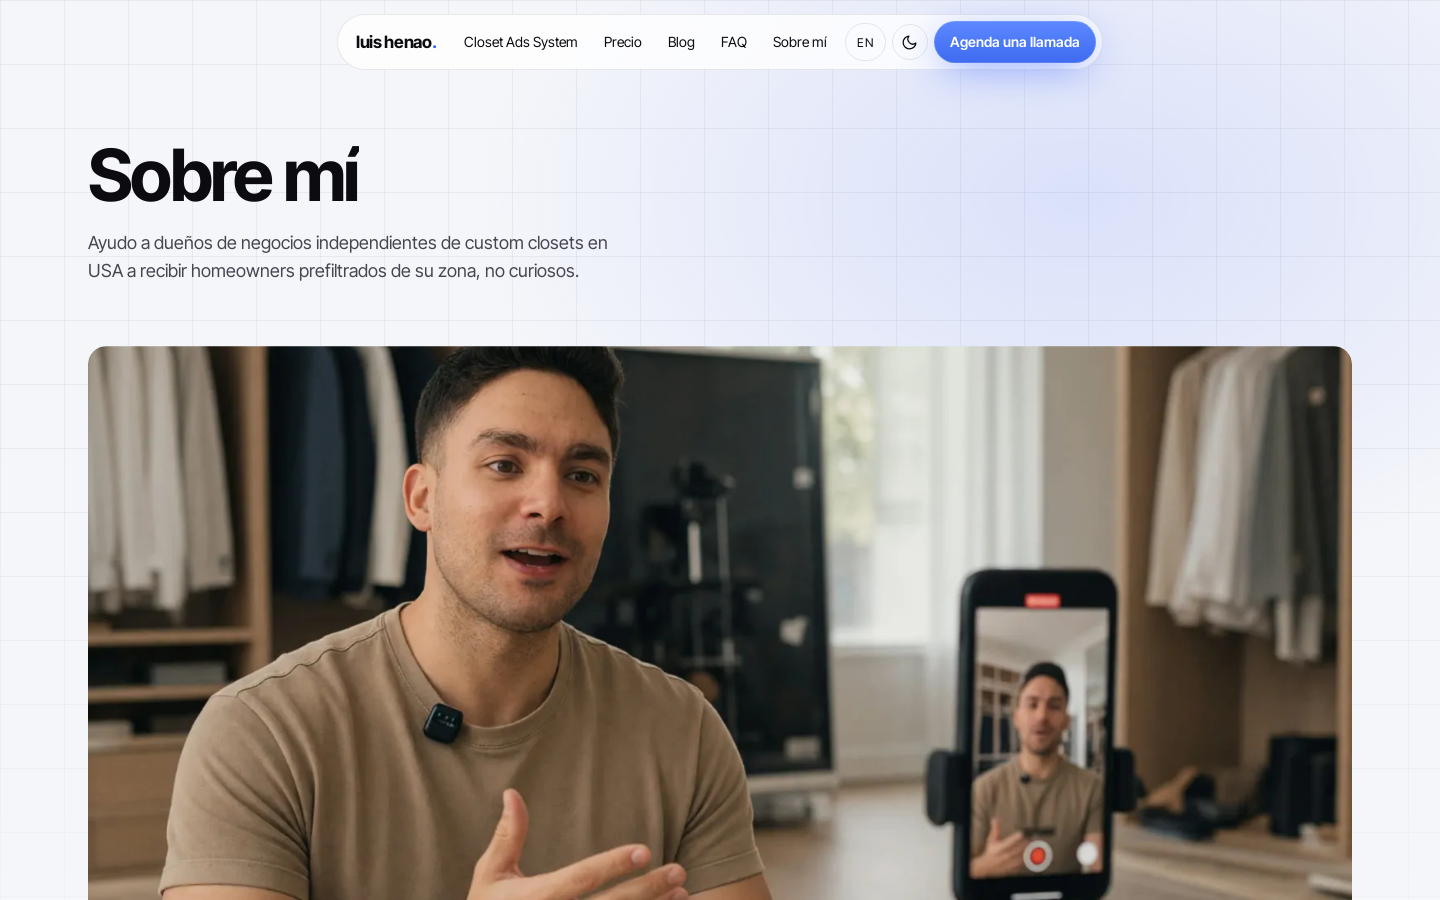 luis henao.
Closet Ads System
Precio
Blog
FAQ
Sobre mí
EN
Agenda una llamada
Sobre mí
Ayudo a dueños de negocios independientes de custom closets en
USA a recibir homeowners prefiltrados de su zona, no curiosos.